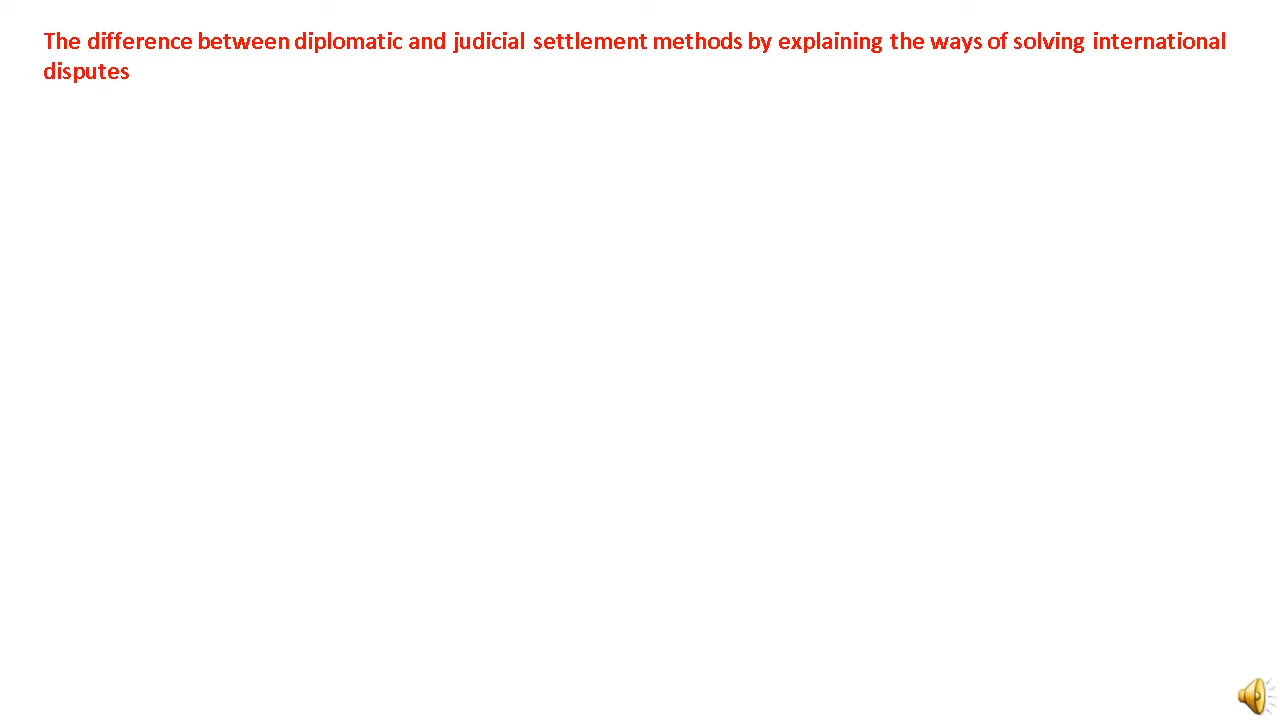 The difference between diplomatic and judicial settlement methods by explaining the ways of solving international
disputes